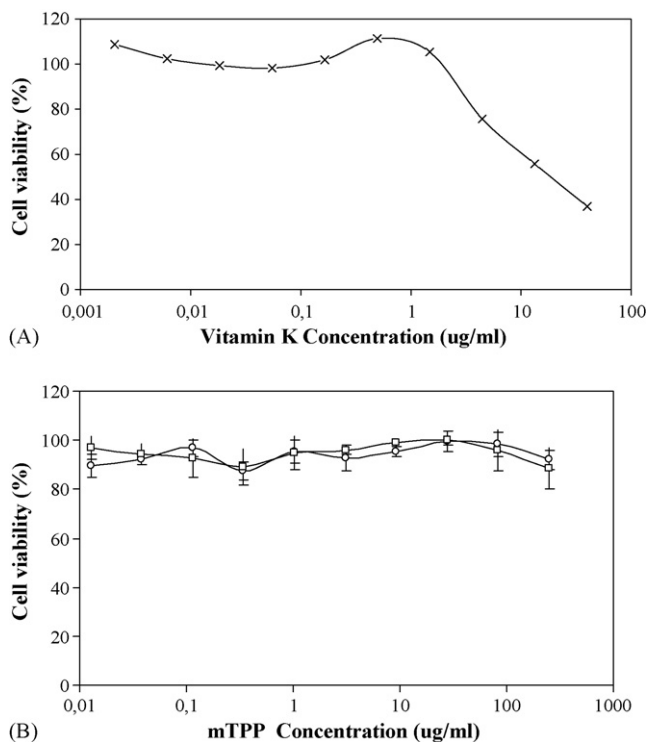 120
100
80
60
40
20
0
Cell viability (%)
0,001 0,01 0,1 1 10 100
(A) Vitamin K Concentration (ug/ml)
120
100
80
60
40
20
0
Cell viability (%)
0,01 0,1 1 10 100 1000
(B) mTPP Concentration (ug/ml)